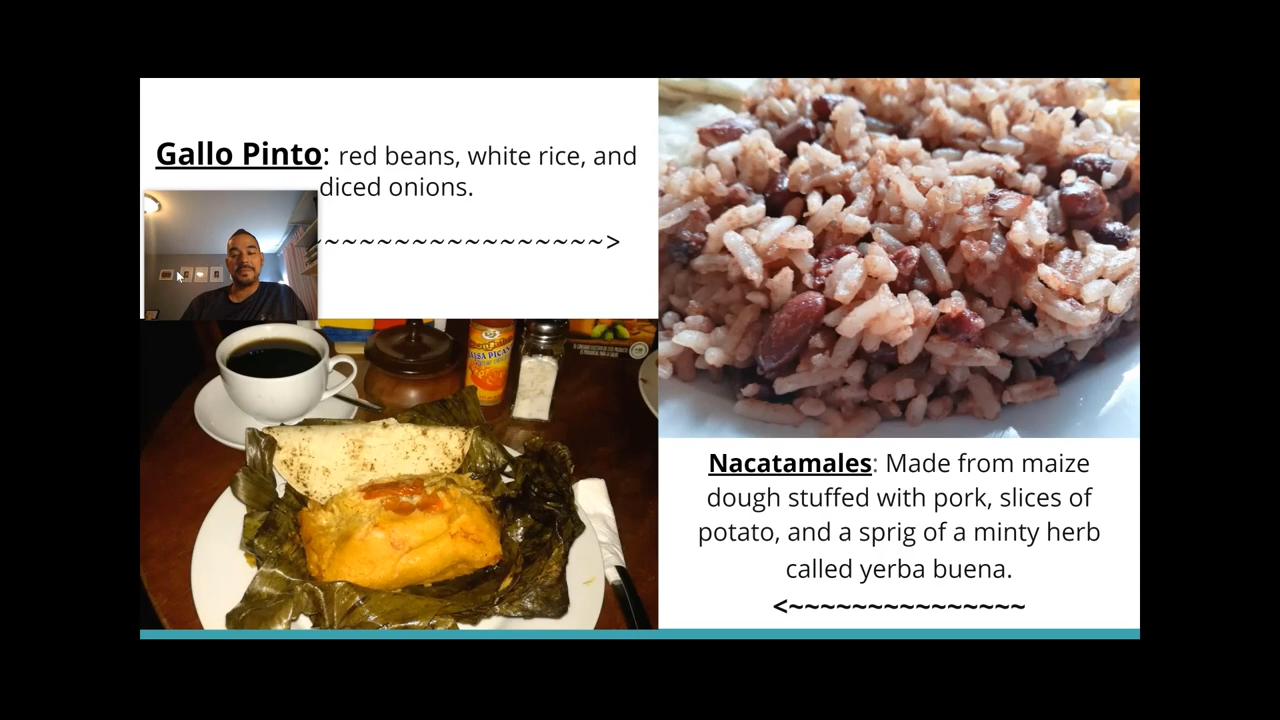 Gallo Pinto: red beans, white rice, and
diced onions.
~~~~~~~~~~~~~~~~>
Nacatamales: Made from maize
dough stuffed with pork, slices of
potato, and a sprig of a minty herb
called yerba buena.
<~~~~~~~~~~~~~~~